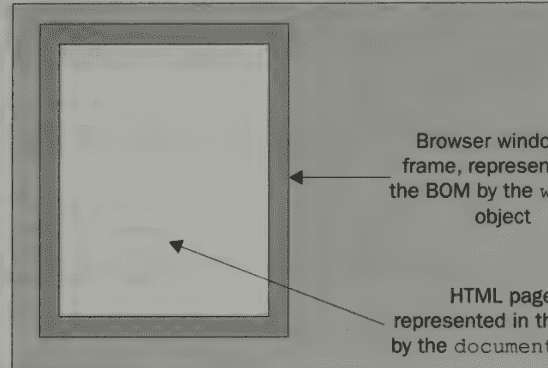 Browser windo
frame, represen
the BOM by the w
object
HTML page
represented in th
by the document